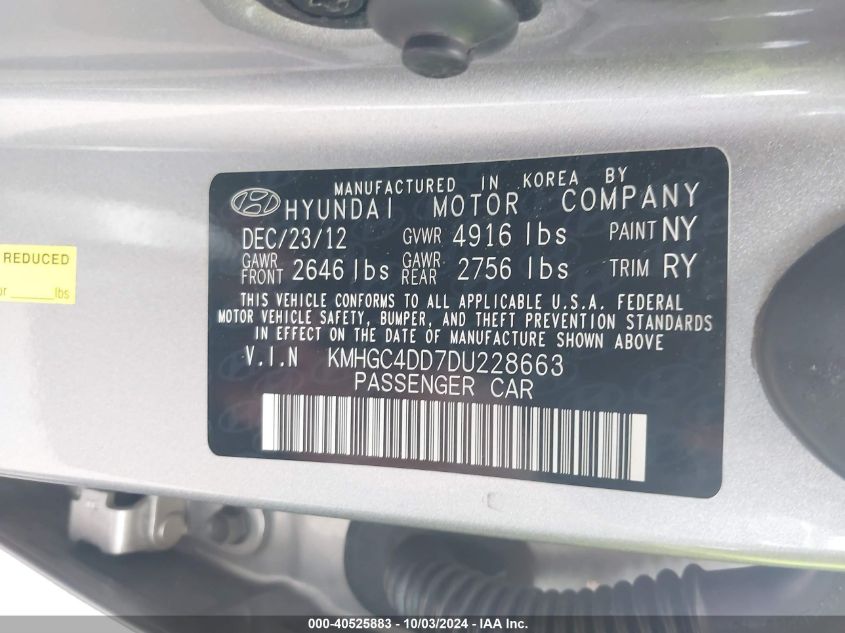 MANUFACTURED IN KOREA BY
HYUNDAI MOTOR COMPANY
DEC/23/12 GVWR 4916 lbs PAINT NY
GAWR FRONT 2646 lbs GAWR REAR 2756 lbs TRIM RY
THIS VEHICLE CONFORMS TO ALL APPLICABLE U.S.A. FEDERAL
MOTOR VEHICLE SAFETY, BUMPER, AND THEFT PREVENTION STANDARDS
IN EFFECT ON THE DATE OF MANUFACTURE SHOWN ABOVE
V.I.N KMHGC4DD7DU228663
PASSENGER CAR
REDUCED
or ______lbs
000-40525883 - 10/03/2024 - IAA, Inc.